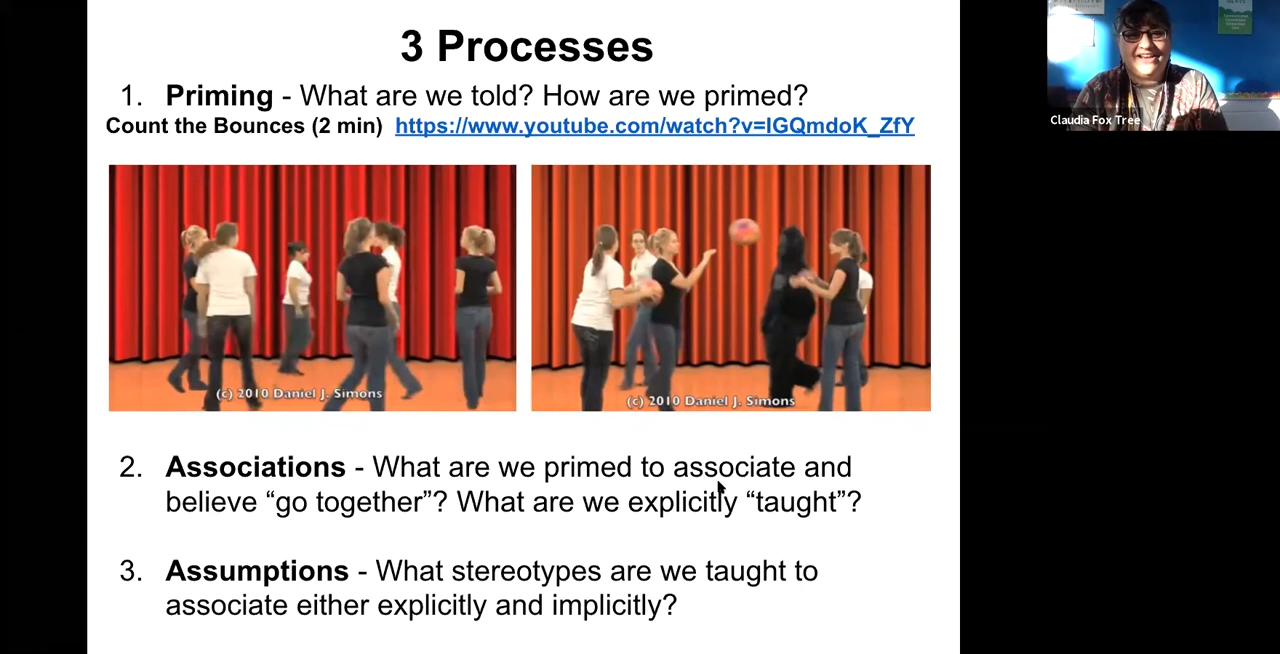 3 Processes
1. Priming - What are we told? How are we primed?
Count the Bounces (2 min) https://www.youtube.com/watch?v=IGQmdoK_ZfY
(c) 2010 Daniel J. Simons
(c) 2010 Daniel J. Simons
2. Associations - What are we primed to associate and
believe “go together”? What are we explicitly “taught”?
3. Assumptions - What stereotypes are we taught to
associate either explicitly and implicitly?
Claudia Fox Tree